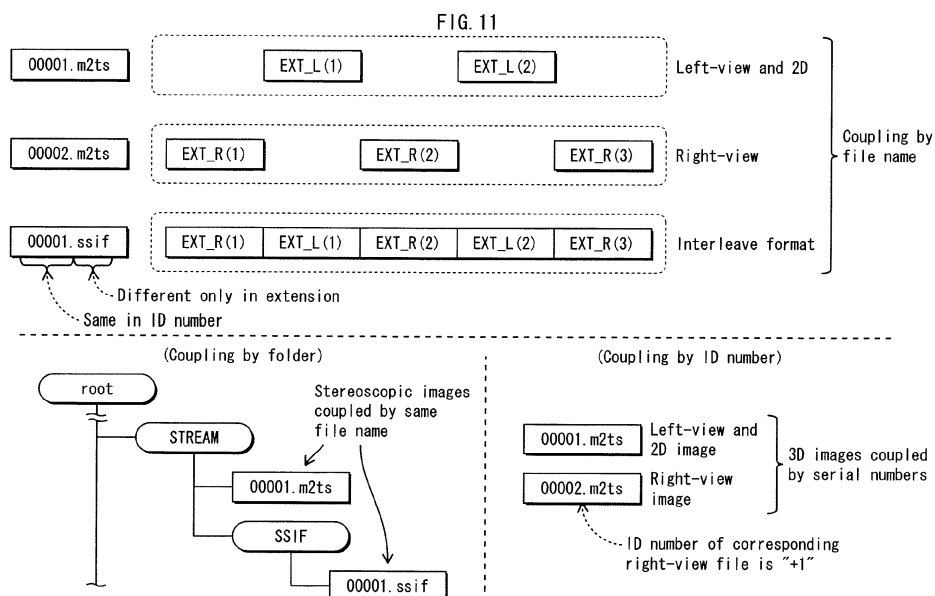 FIG. 11
00001.m2ts EXT_L(1) EXT_L(2) Left-view and 2D
00002.m2ts EXT_R(1) EXT_R(2) EXT_R(3) Right-view
Coupling by
file name
00001.ssif EXT_R(1) EXT_L(1) EXT_R(2) EXT_L(2) EXT_R(3) Interleave format
Different only in extension
Same in ID number
(Coupling by folder)
root
Stereoscopic images
coupled by same
file name
STREAM
00001.m2ts
SSIF
00001.ssif
(Coupling by ID number)
00001.m2ts
Left-view and
2D image
00002.m2ts
Right-view
image
3D images coupled
by serial numbers
ID number of corresponding
right-view file is "+1"